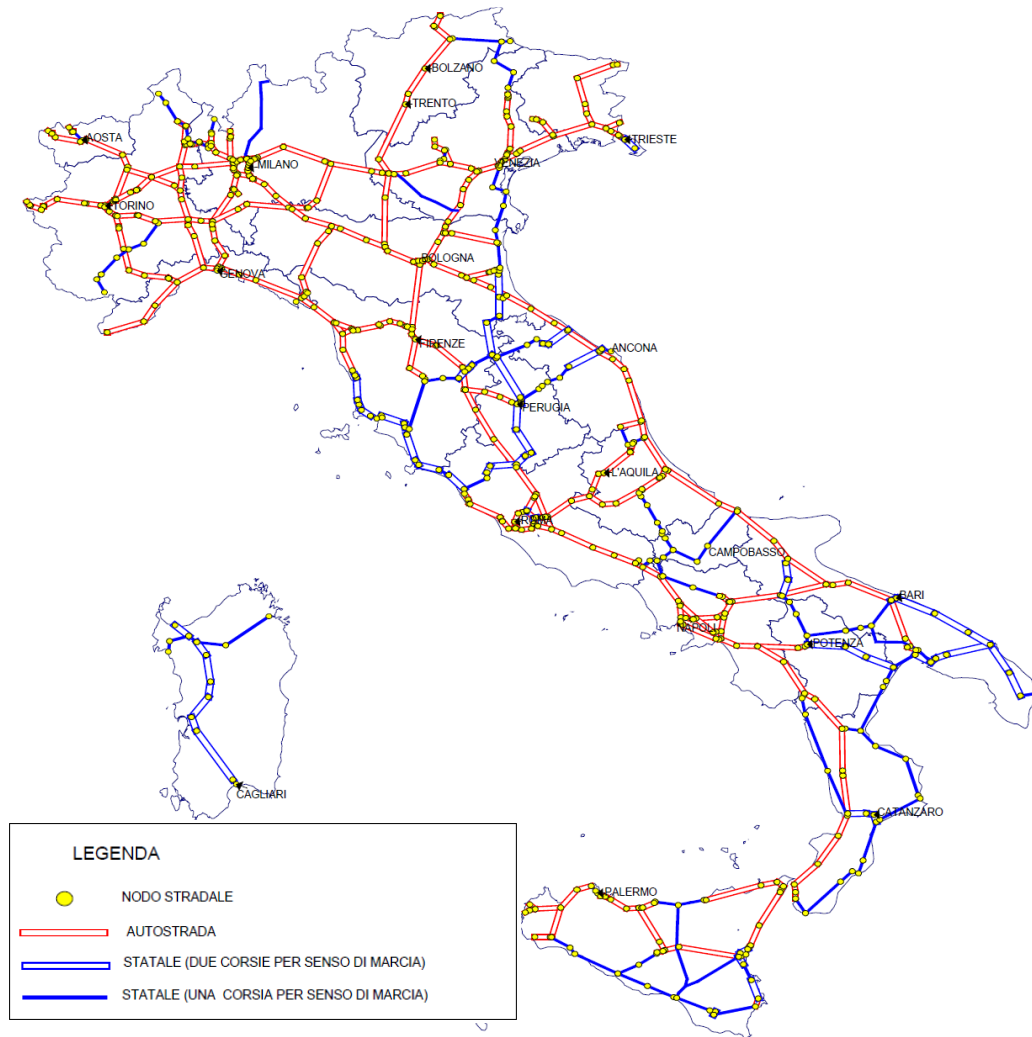 BOLZANO
TRENTO
AOSTA
TRIESTE
MILANO
VENEZIA
TORINO
BOLOGNA
GENOVA
FIRENZE
ANCONA
PERUGIA
L'AQUILA
ROMA
CAMPOBASSO
BARI
NAPOLI
POTENZA
CAGLIARI
CATANZARO
PALERMO
LEGENDA
NODO STRADALE
AUTOSTRADA
STATALE (DUE CORSIE PER SENSO DI MARCIA)
STATALE (UNA CORSIA PER SENSO DI MARCIA)